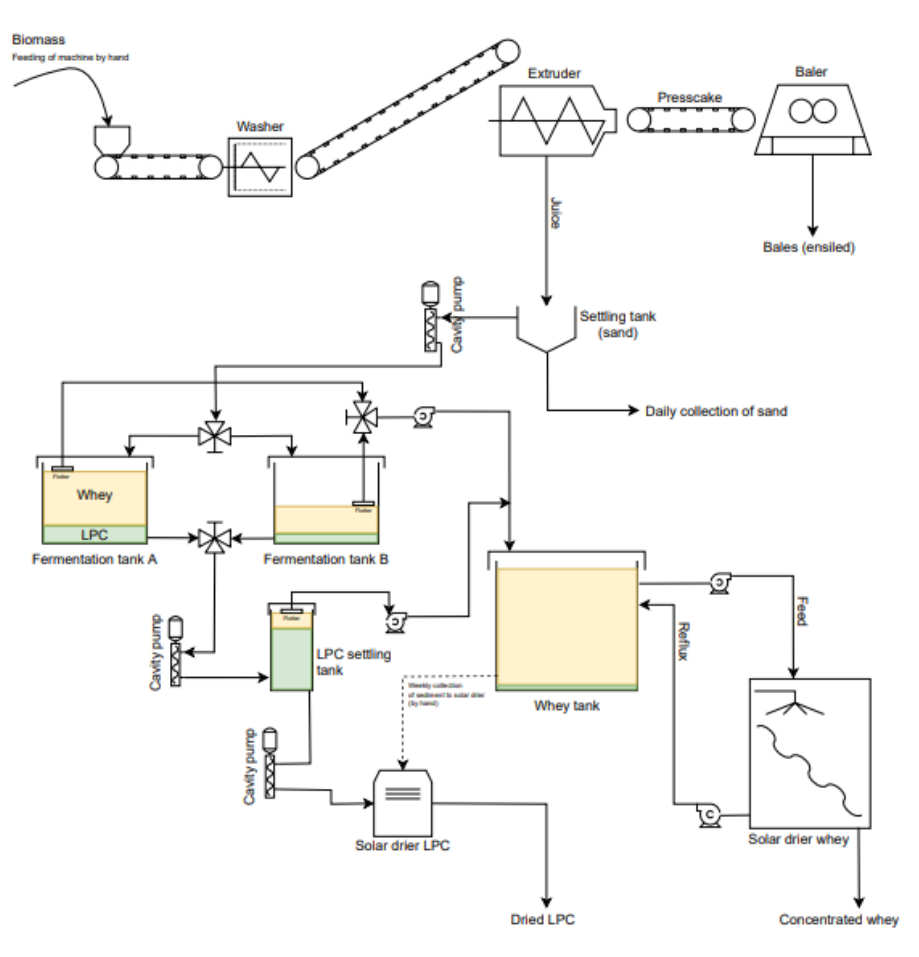 Biomass
Feeding of machine by hand
Washer
Extruder
Presscake
Baler
Juice
Bales (ensiled)
Cavity pump
Settling tank
(sand)
Daily collection of sand
Floter
Whey
LPC
Floter
Fermentation tank A
Fermentation tank B
Floter
Cavity pump
LPC settling
tank
Feed
Reflux
Weekly collection
of sediment to solar drier
(by hand)
Whey tank
Cavity pump
Solar drier LPC
Solar drier whey
Dried LPC
Concentrated whey